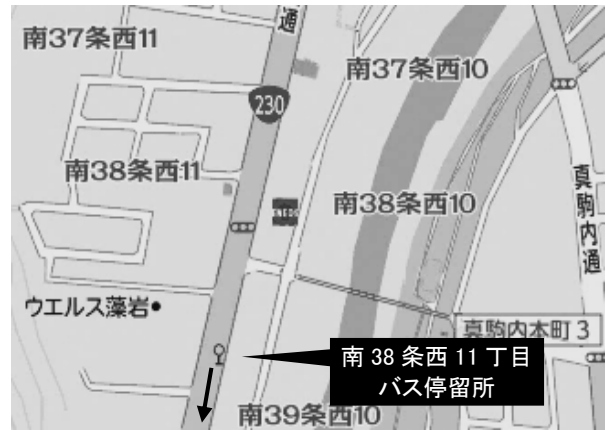 通
南37条西11
南37条西10
230
南38条西11
南38条西10
ENEOS
真駒内通
ウエルス藻岩
真駒内本町3
南 38 条西 11 丁目
バス停留所
南39条西10